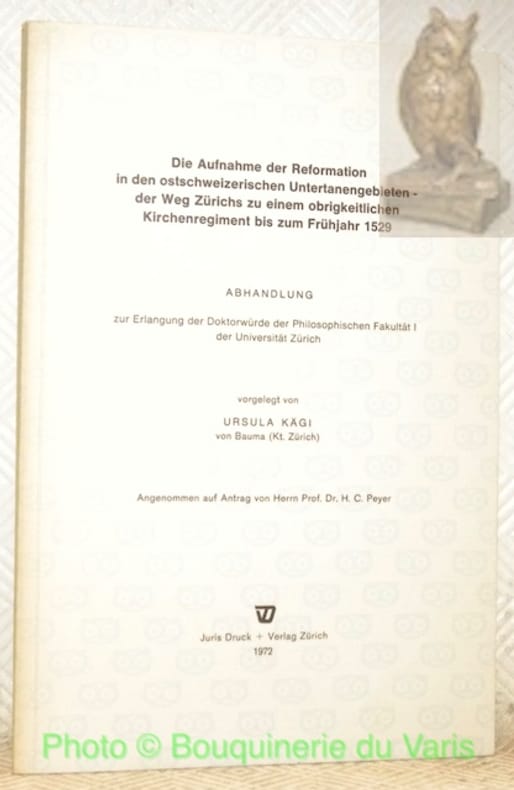 Die Aufnahme der Reformation
in den ostschweizerischen Untertanengebieten -
der Weg Zürichs zu einem obrigkeitlichen
Kirchenregiment bis zum Frühjahr 1529
ABHANDLUNG
zur Erlangung der Doktorwürde der Philosophischen Fakultät I
der Universität Zürich
vorgelegt von
URSULA KÄGI
von Bauma (Kt. Zürich)
Angenommen auf Antrag von Herrn Prof. Dr. H. C. Peyer
Juris Druck + Verlag Zürich
1972
Photo © Bouquinerie du Varis